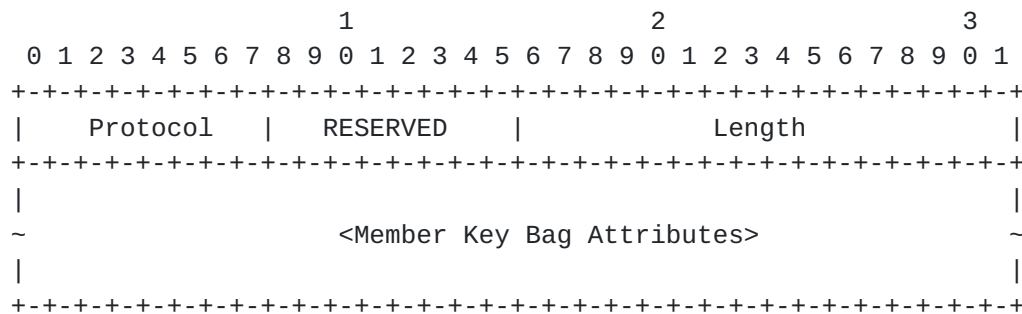 1                   2                   3
 0 1 2 3 4 5 6 7 8 9 0 1 2 3 4 5 6 7 8 9 0 1 2 3 4 5 6 7 8 9 0 1
+-+-+-+-+-+-+-+-+-+-+-+-+-+-+-+-+-+-+-+-+-+-+-+-+-+-+-+-+-+-+-+-+
|    Protocol   |   RESERVED    |            Length             |
+-+-+-+-+-+-+-+-+-+-+-+-+-+-+-+-+-+-+-+-+-+-+-+-+-+-+-+-+-+-+-+-+
|                                                               |
~                    <Member Key Bag Attributes>                ~
|                                                               |
+-+-+-+-+-+-+-+-+-+-+-+-+-+-+-+-+-+-+-+-+-+-+-+-+-+-+-+-+-+-+-+-+